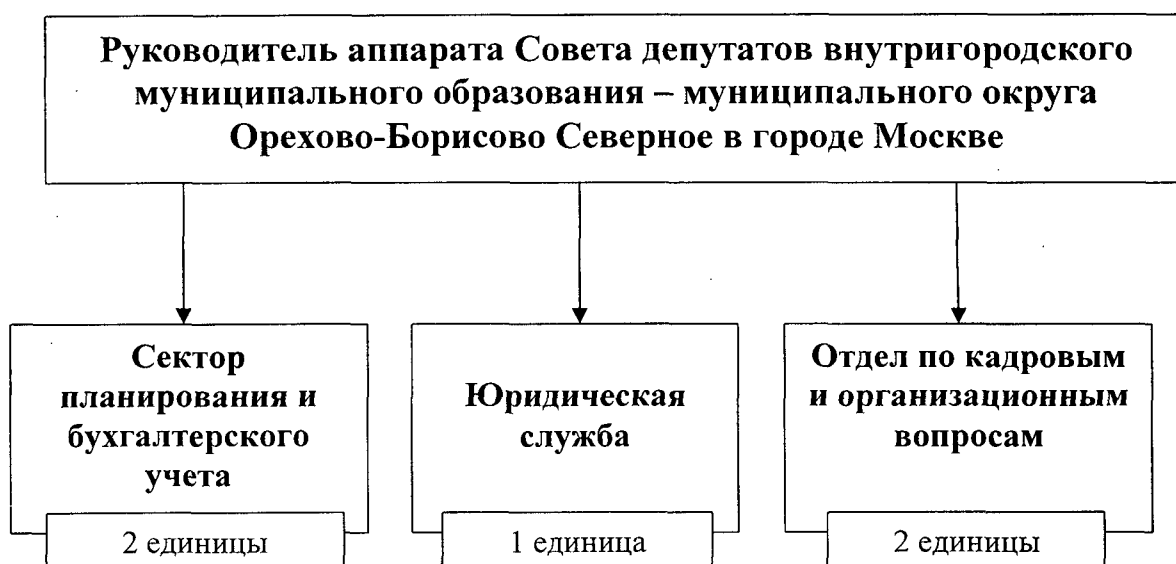 Руководитель аппарата Совета депутатов внутригородского
муниципального образования – муниципального округа
Орехово-Борисово Северное в городе Москве
Сектор
планирования и
бухгалтерского
учета
2 единицы
Юридическая
служба
1 единица
Отдел по кадровым
и организационным
вопросам
2 единицы